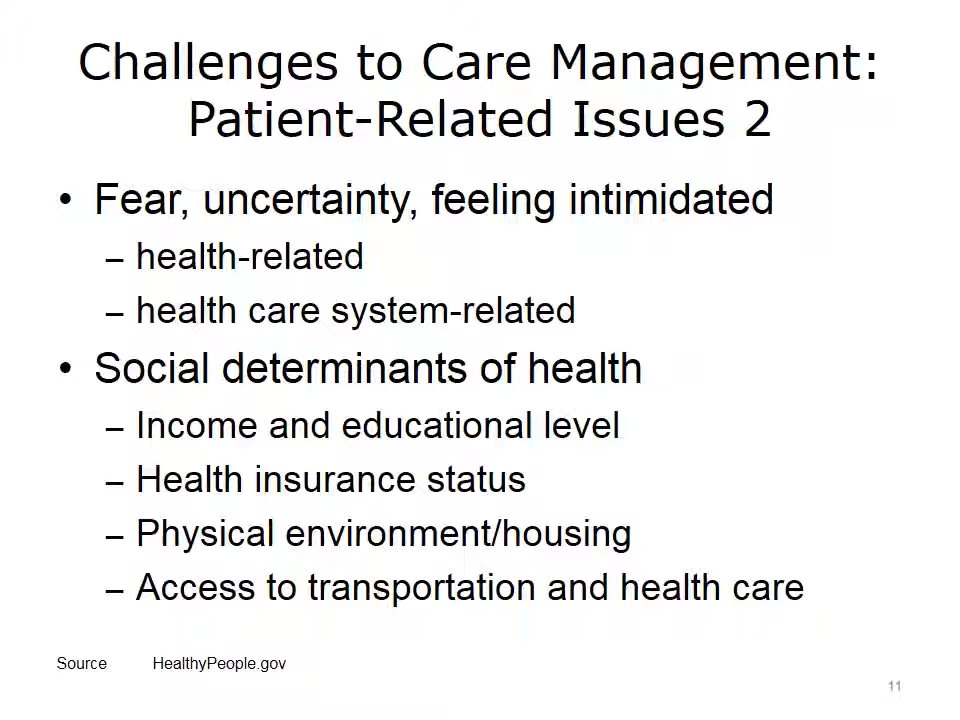 Challenges to Care Management:
Patient-Related Issues 2
• Fear, uncertainty, feeling intimidated
– health-related
– health care system-related
• Social determinants of health
– Income and educational level
– Health insurance status
– Physical environment/housing
– Access to transportation and health care
Source HealthyPeople.gov
11